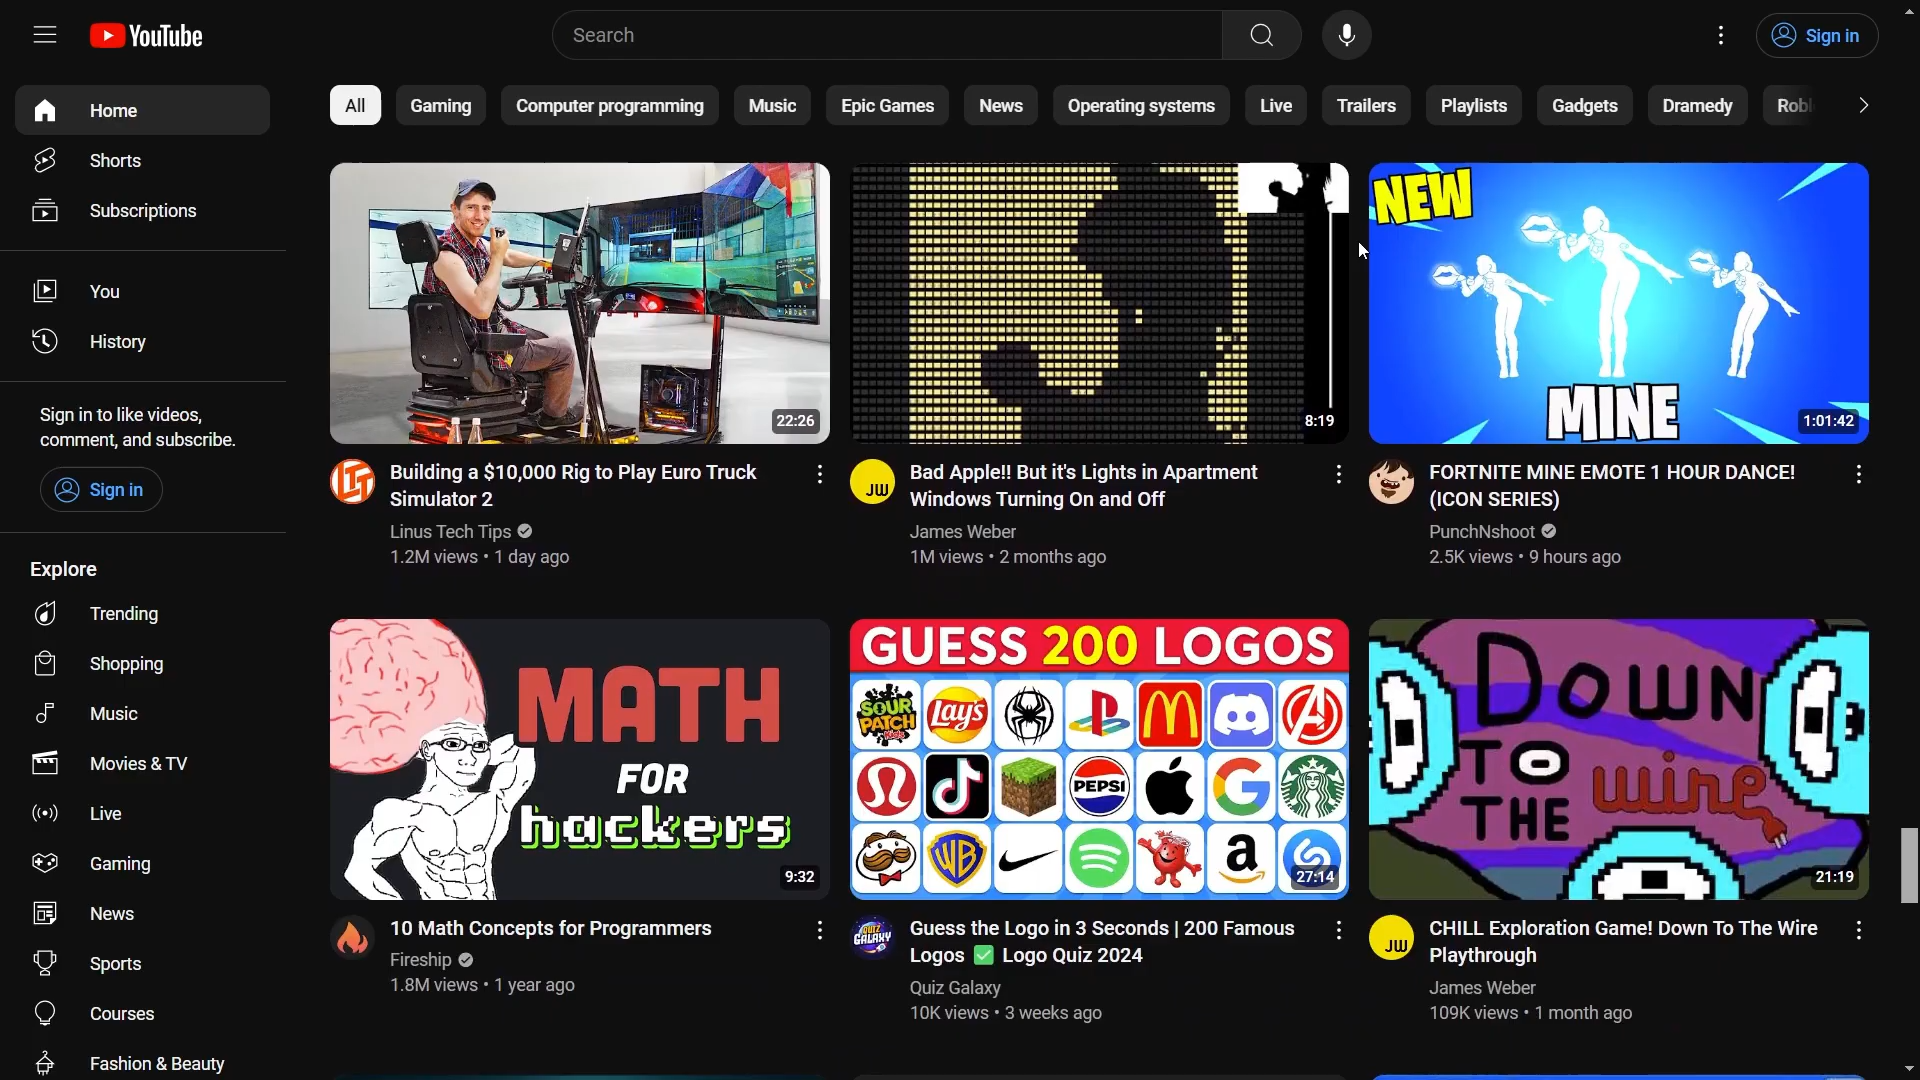 YouTube
Search
Sign in
Home
Shorts
Subscriptions
You
History
Sign in to like videos,
comment, and subscribe.
Sign in
Explore
Trending
Shopping
Music
Movies & TV
Live
Gaming
News
Sports
Courses
Fashion & Beauty
All
Gaming
Computer programming
Music
Epic Games
News
Operating systems
Live
Trailers
Playlists
Gadgets
Dramedy
22:26
LTT
Building a $10,000 Rig to Play Euro Truck
Simulator 2
Linus Tech Tips
1.2M views • 1 day ago
8:19
JW
Bad Apple!! But it's Lights in Apartment
Windows Turning On and Off
James Weber
1M views • 2 months ago
NEW
MINE
1:01:42
FORTNITE MINE EMOTE 1 HOUR DANCE!
(ICON SERIES)
PunchNshoot
2.5K views • 9 hours ago
MATH
FOR
hackers
9:32
10 Math Concepts for Programmers
Fireship
1.8M views • 1 year ago
GUESS 200 LOGOS
SOUR
PATCH
Kids
Lay's
PEPSI
WB
a
27:14
QUIZ
GALAXY
Guess the Logo in 3 Seconds | 200 Famous
Logos ✅ Logo Quiz 2024
Quiz Galaxy
10K views • 3 weeks ago
DOWN
TO
THE wire
21:19
JW
CHILL Exploration Game! Down To The Wire
Playthrough
James Weber
109K views • 1 month ago